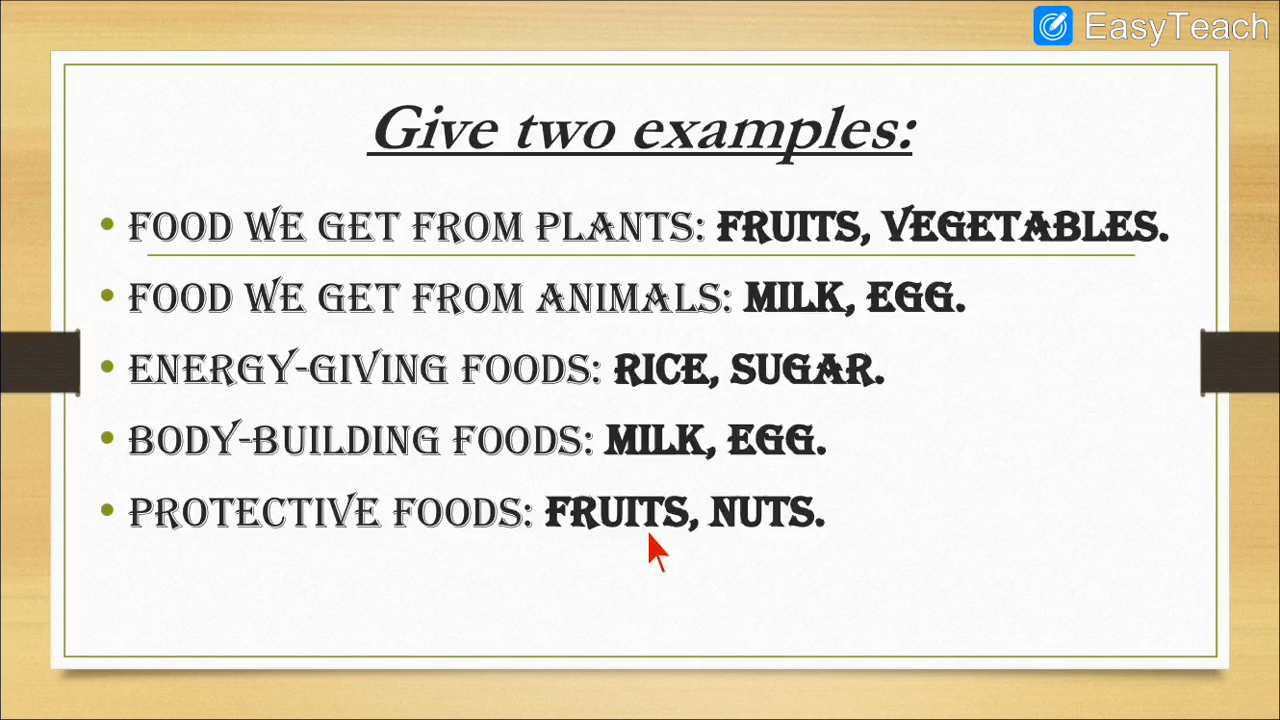 EasyTeach
Give two examples:
• FOOD WE GET FROM PLANTS: FRUITS, VEGETABLES.
• FOOD WE GET FROM ANIMALS: MILK, EGG.
• ENERGY-GIVING FOODS: RICE, SUGAR.
• BODY-BUILDING FOODS: MILK, EGG.
• PROTECTIVE FOODS: FRUITS, NUTS.